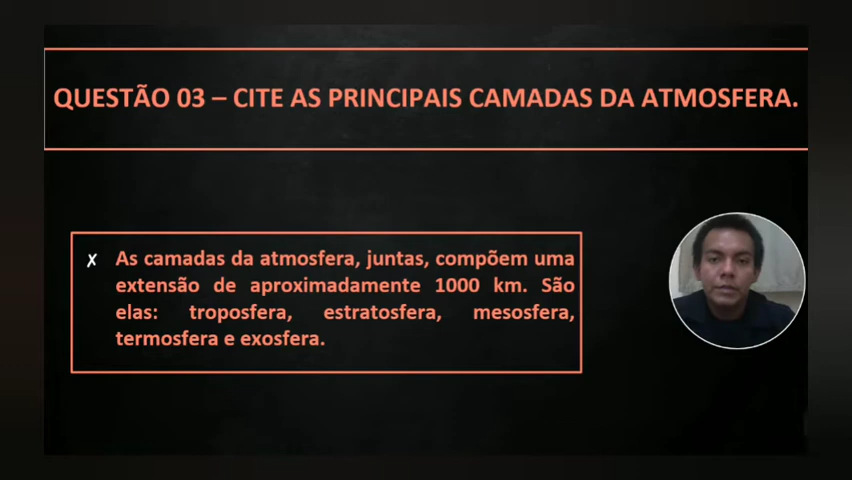 QUESTÃO 03 – CITE AS PRINCIPAIS CAMADAS DA ATMOSFERA.
✗ As camadas da atmosfera, juntas, compõem uma
extensão de aproximadamente 1000 km. São
elas: troposfera, estratosfera, mesosfera,
termosfera e exosfera.